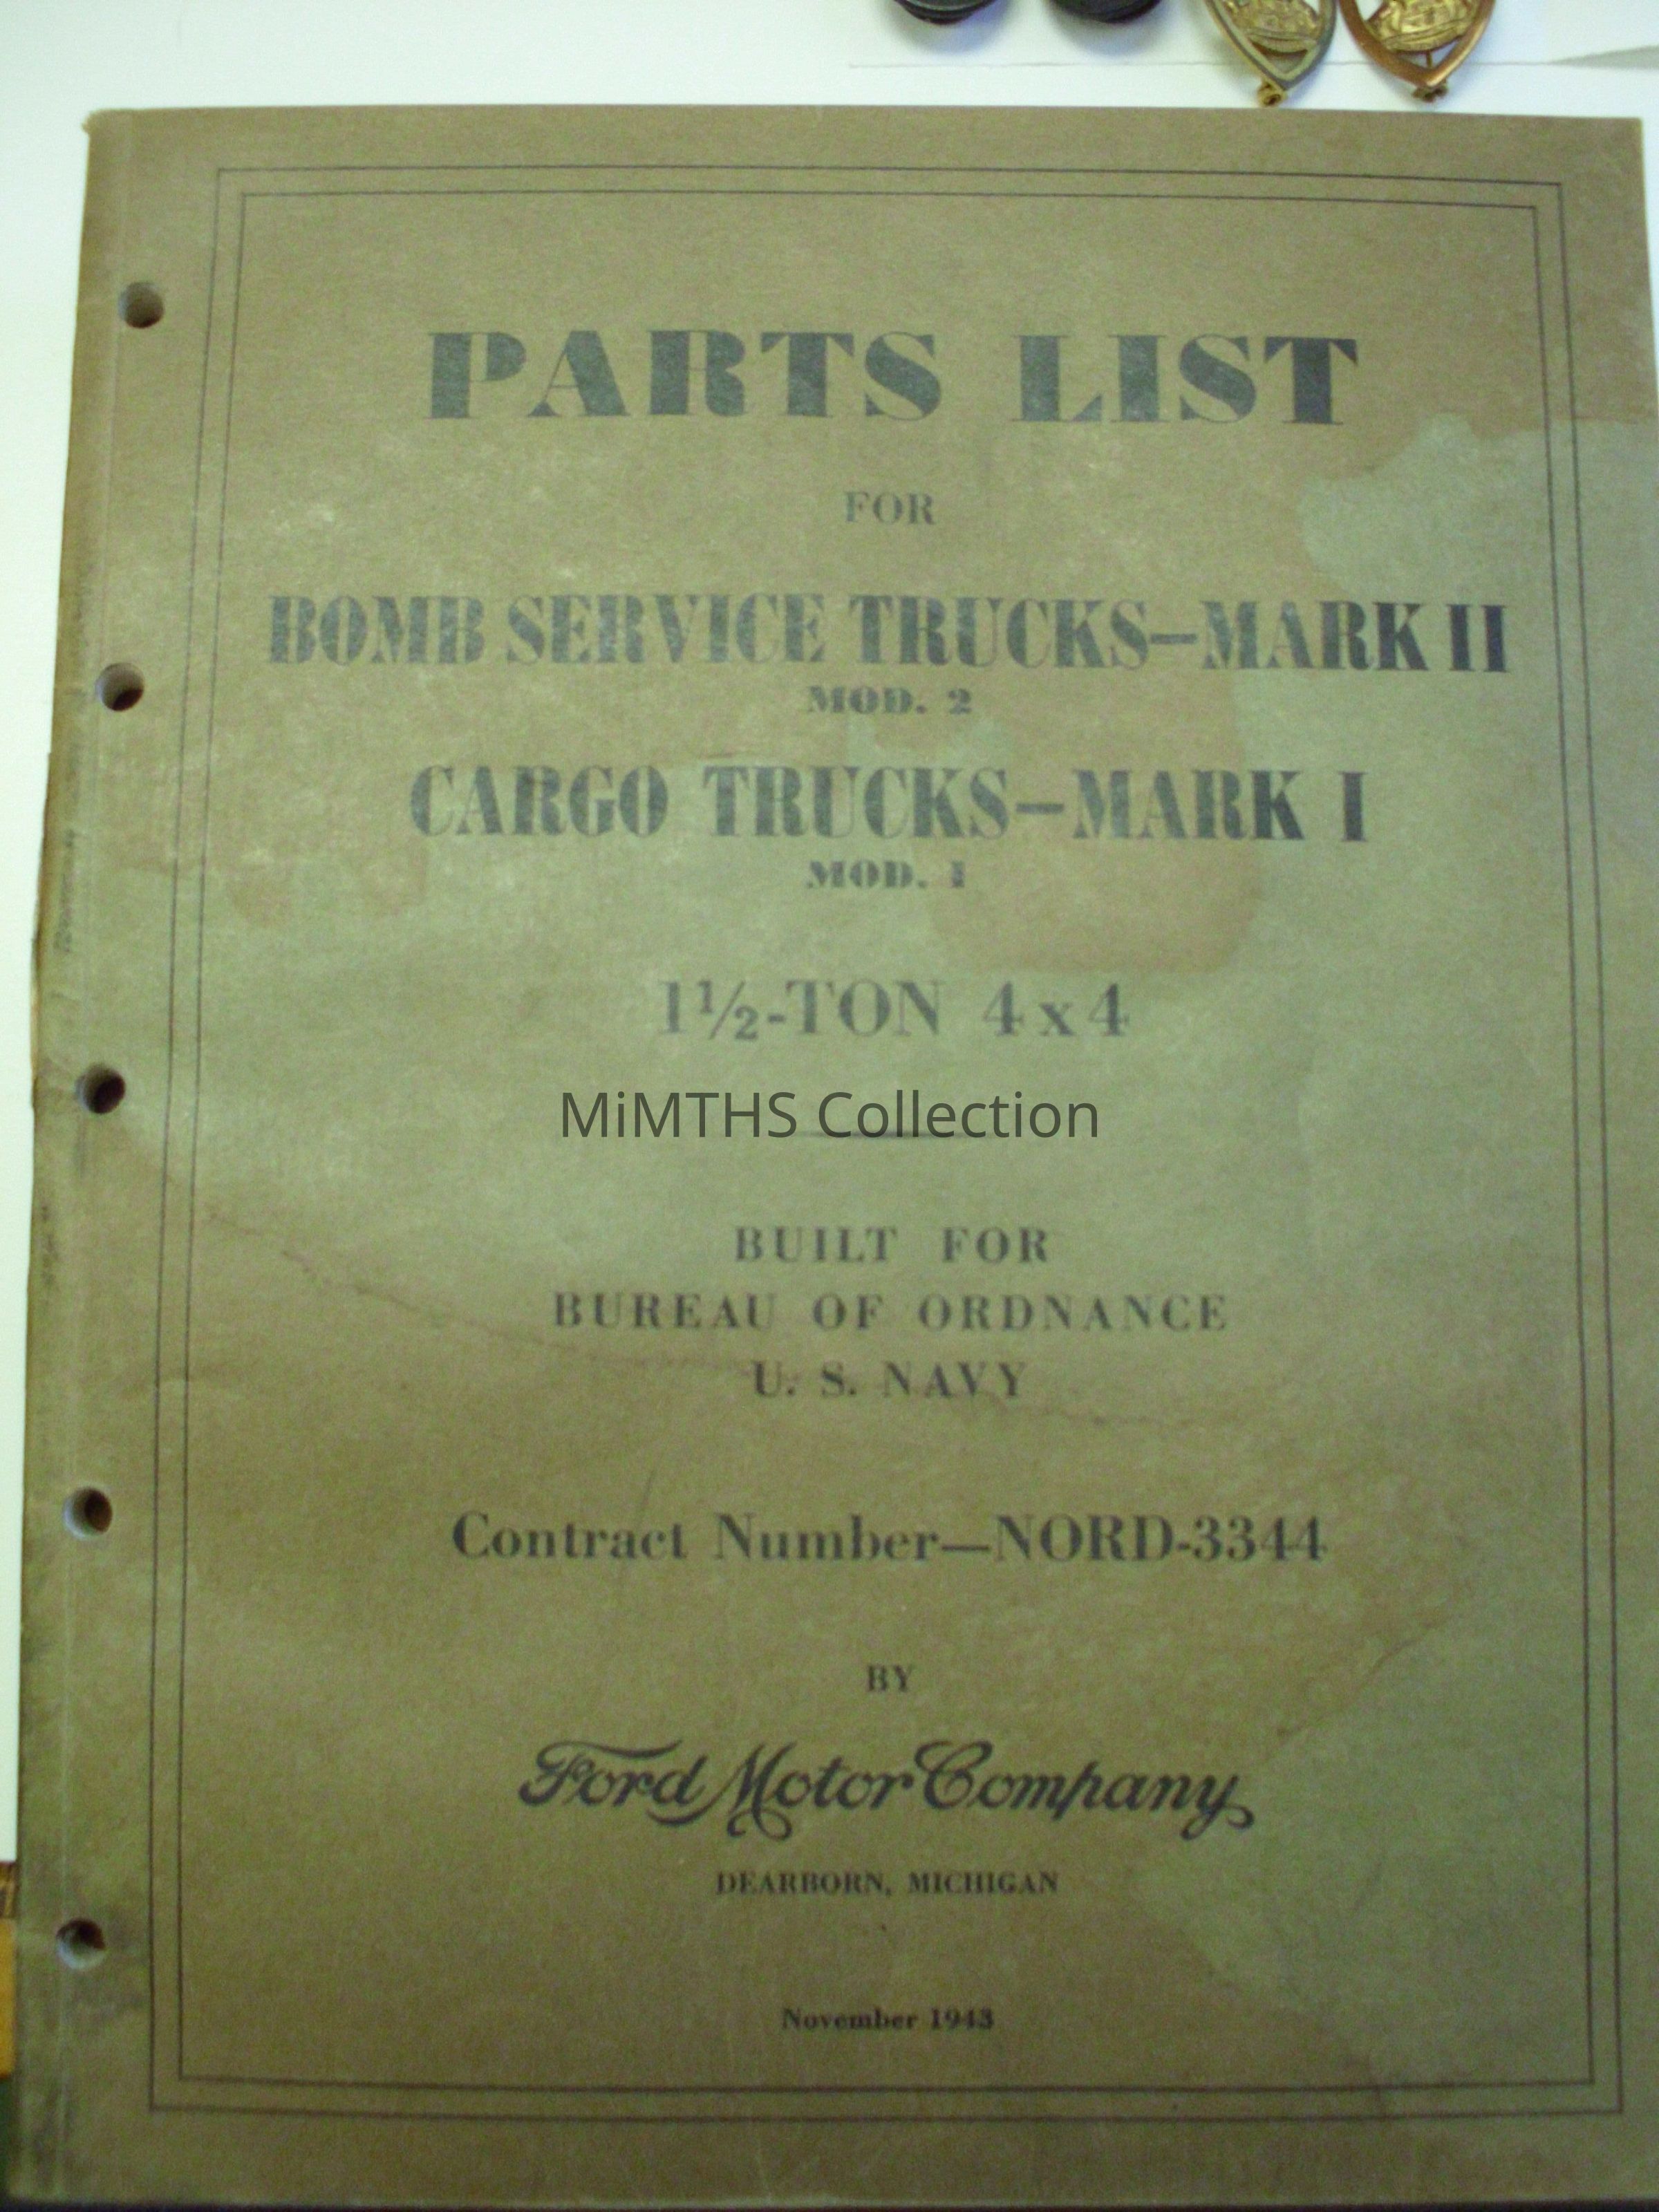 PARTS LIST
FOR
BOMB SERVICE TRUCKS—MARK II
MOD. 2
CARGO TRUCKS—MARK I
MOD. 1
1½-TON 4x4
MiMTHS Collection
BUILT FOR
BUREAU OF ORDNANCE
U. S. NAVY
Contract Number—NORD-3344
BY
Ford Motor Company
DEARBORN, MICHIGAN
November 1943